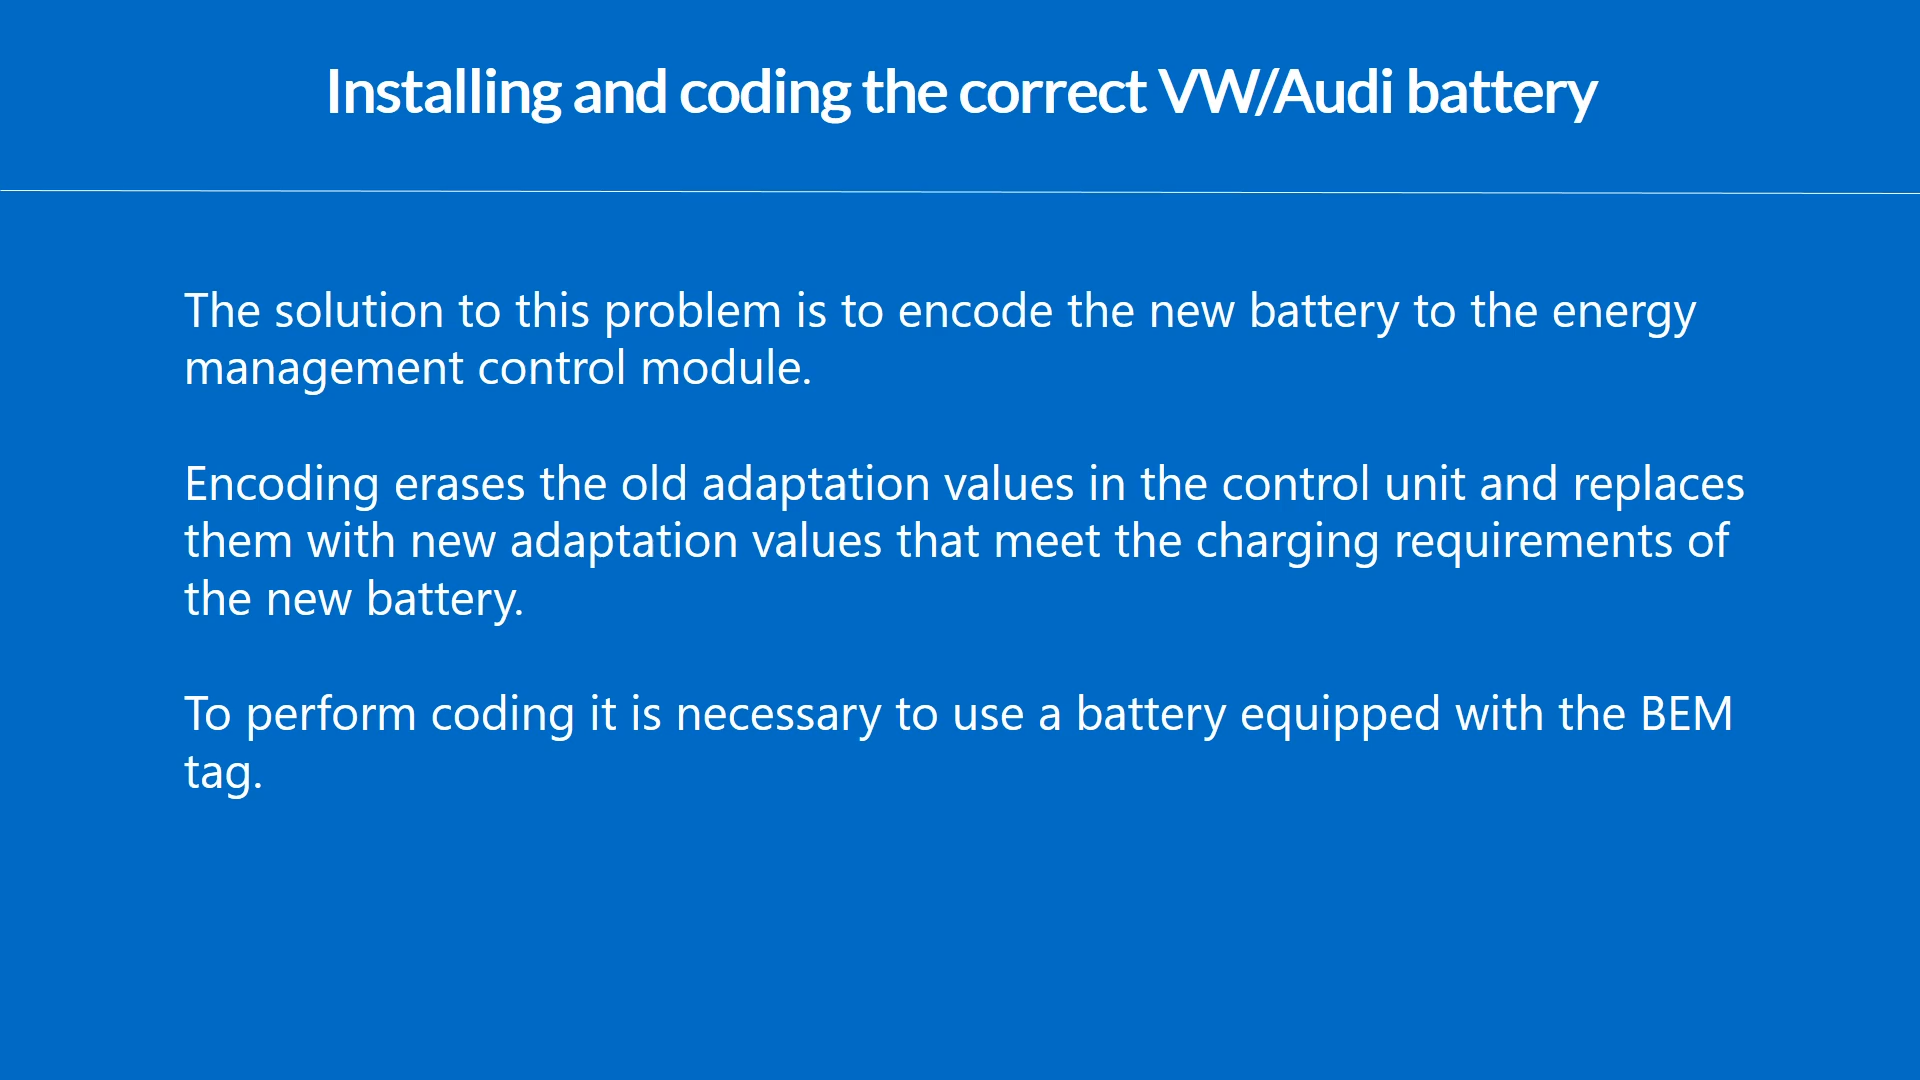 Installing and coding the correct VW/Audi battery
The solution to this problem is to encode the new battery to the energy
management control module.
Encoding erases the old adaptation values in the control unit and replaces
them with new adaptation values that meet the charging requirements of
the new battery.
To perform coding it is necessary to use a battery equipped with the BEM
tag.